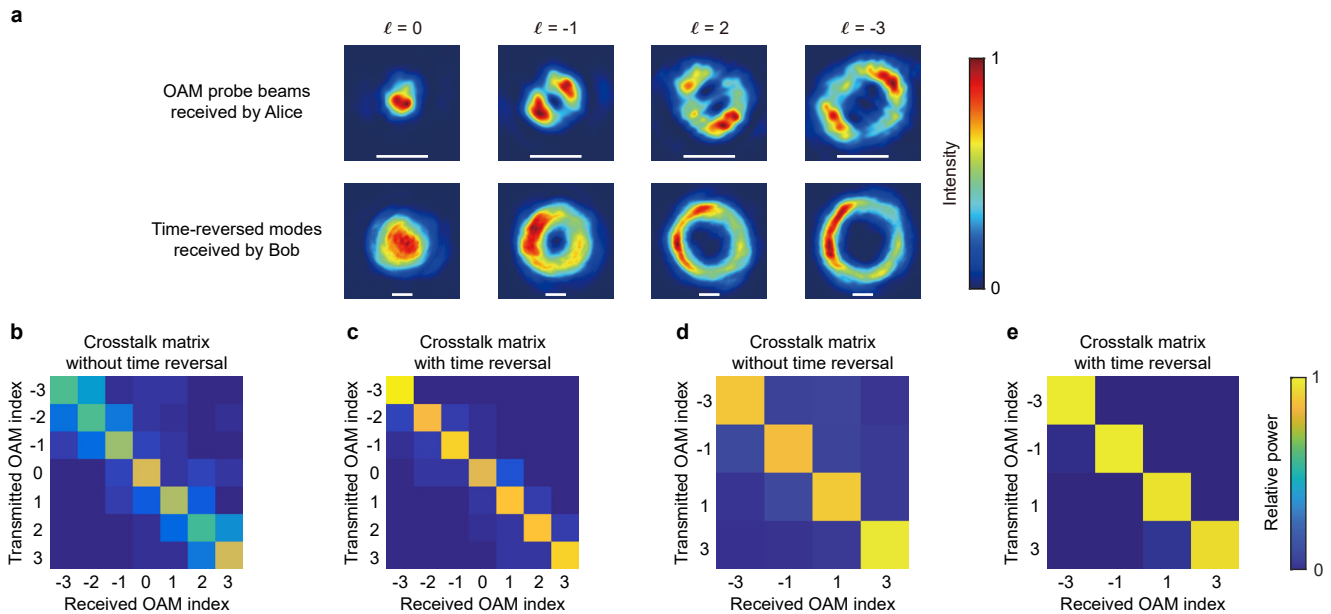 a
ℓ = 0
ℓ = -1
ℓ = 2
ℓ = -3
OAM probe beams
received by Alice
Time-reversed modes
received by Bob
1
Intensity
0
b
Crosstalk matrix
without time reversal
Transmitted OAM index
-3
-2
-1
0
1
2
3
-3 -2 -1 0 1 2 3
Received OAM index
c
Crosstalk matrix
with time reversal
Transmitted OAM index
-3
-2
-1
0
1
2
3
-3 -2 -1 0 1 2 3
Received OAM index
d
Crosstalk matrix
without time reversal
Transmitted OAM index
-3
-1
1
3
-3 -1 1 3
Received OAM index
e
Crosstalk matrix
with time reversal
Transmitted OAM index
-3
-1
1
3
-3 -1 1 3
Received OAM index
1
Relative power
0